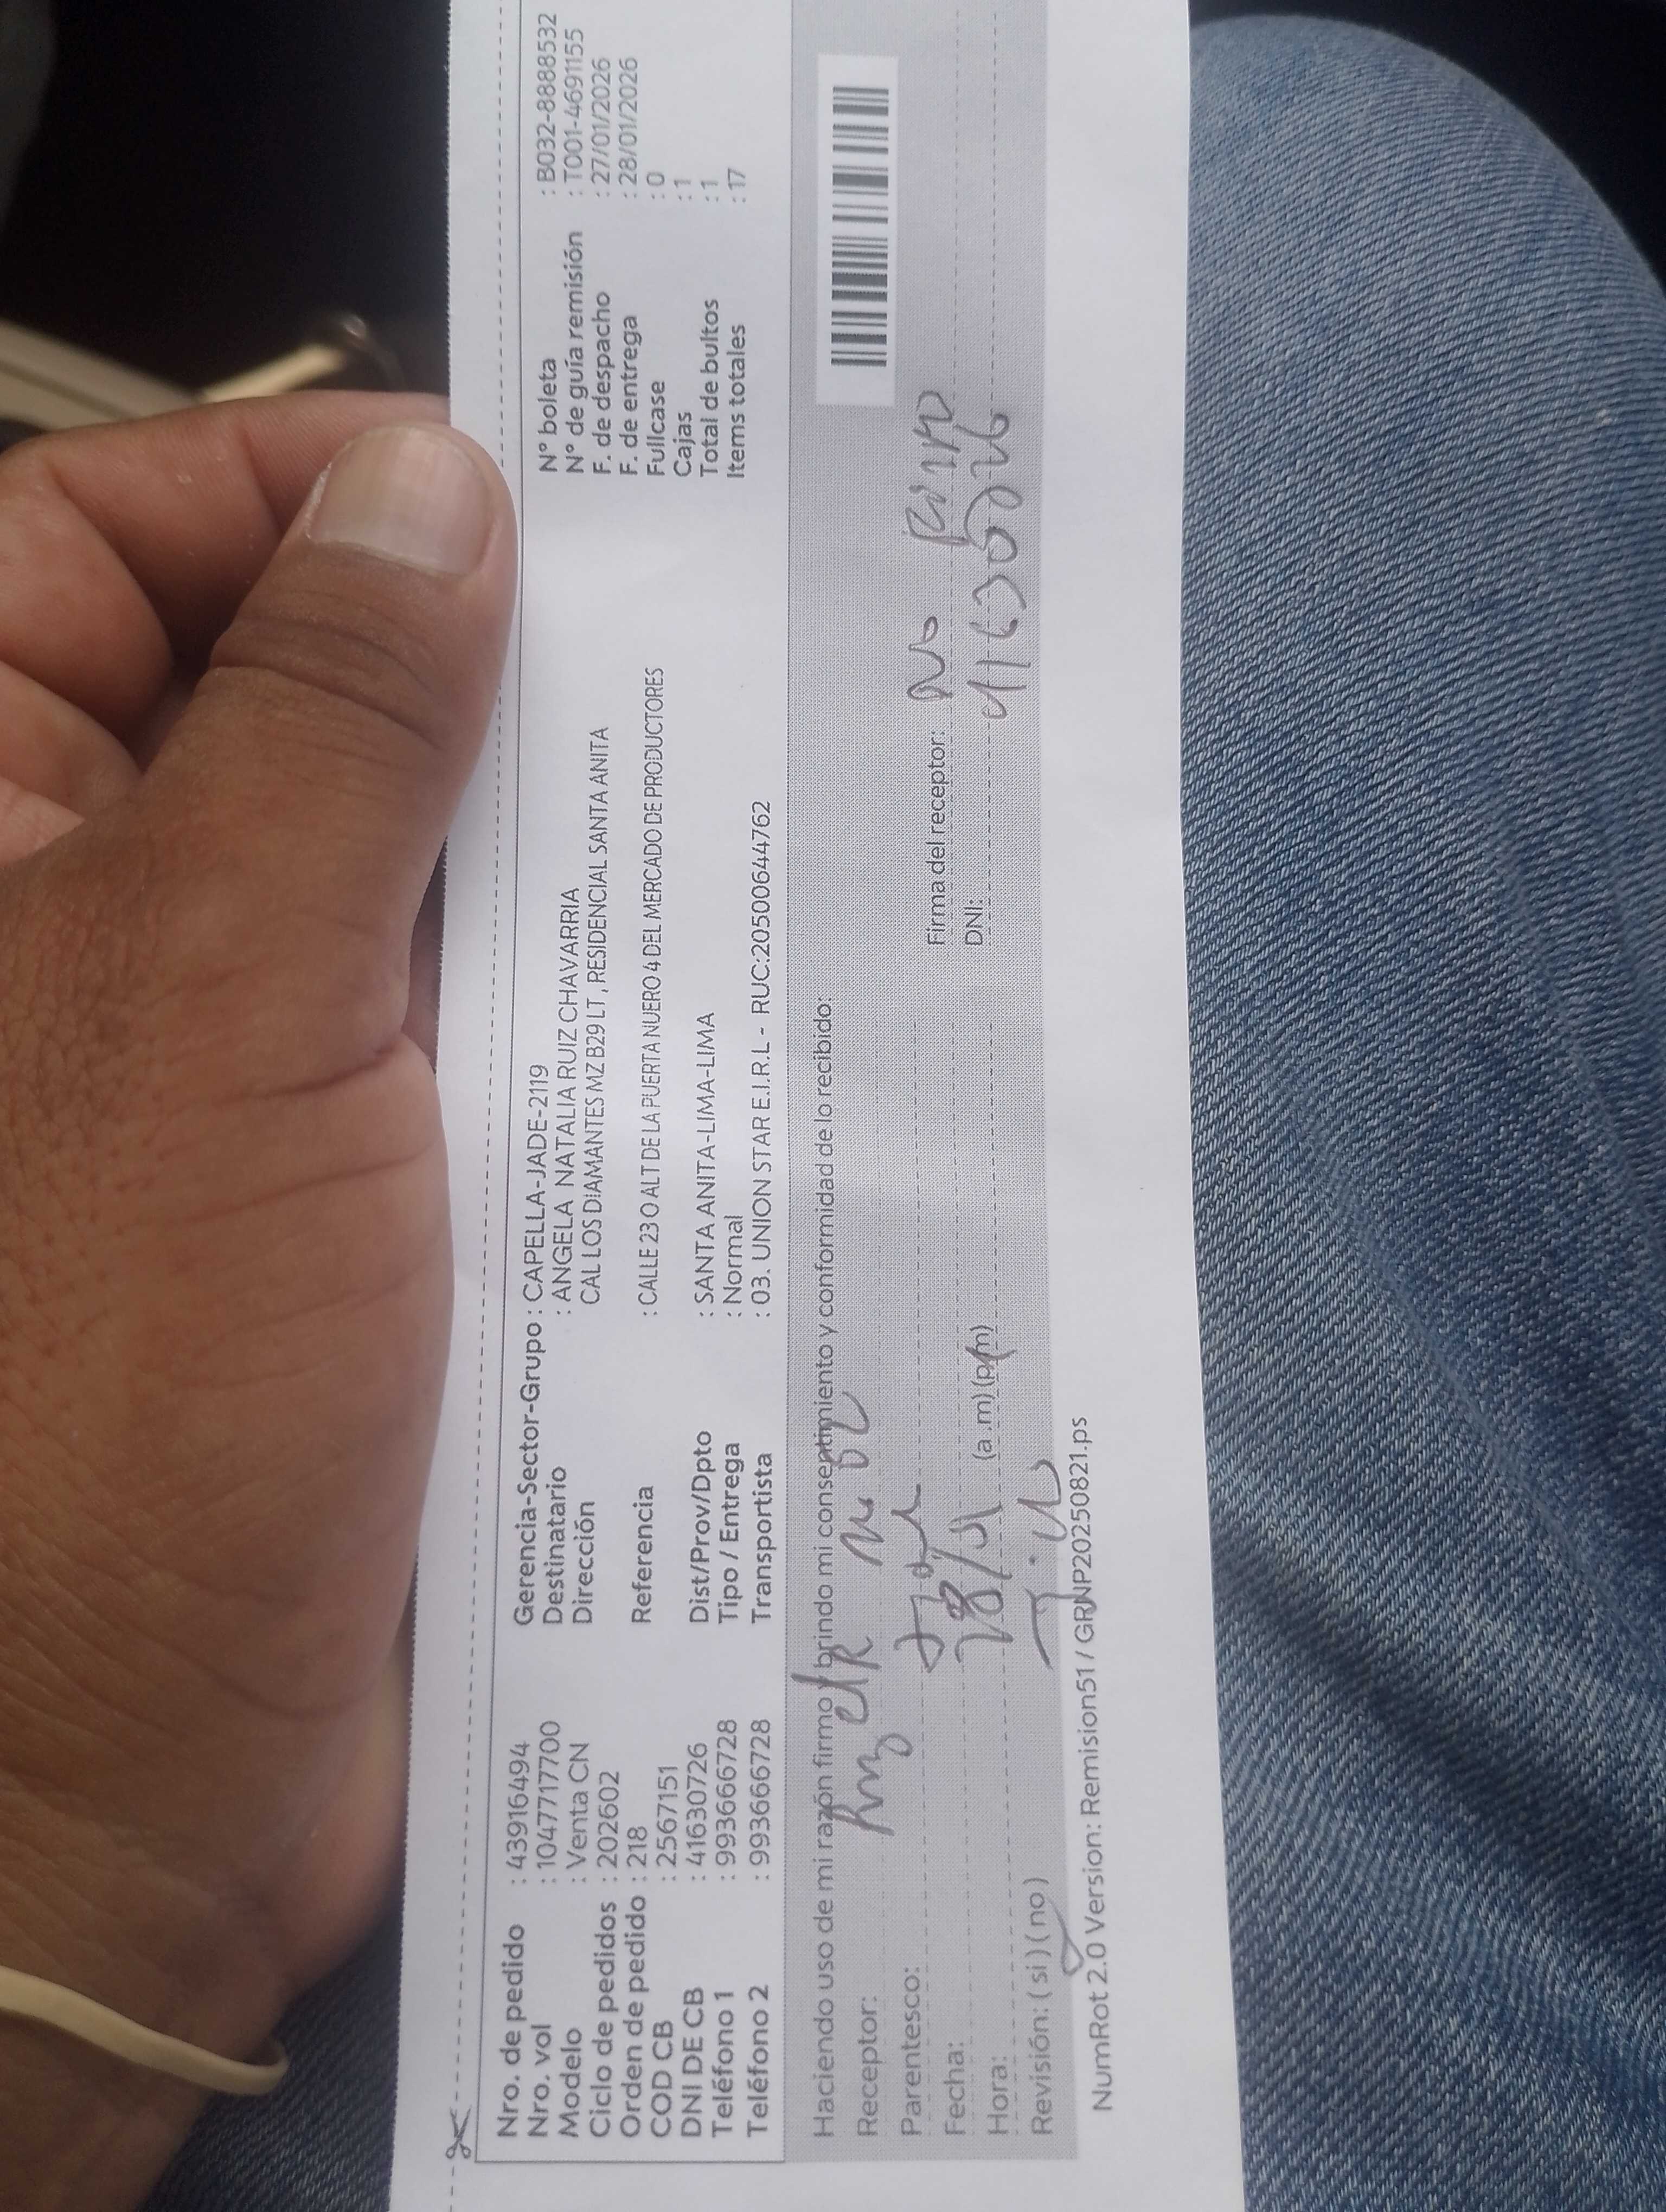 Nro. de pedido : 43916494
Nro. vol : 1047717700
Modelo : Venta CN
Ciclo de pedidos : 202602
Orden de pedido : 218
COD CB : 2567151
DNI DE CB : 41630726
Teléfono 1 : 993666728
Teléfono 2 : 993666728
Gerencia-Sector-Grupo : CAPELLA-JADE-2119
Destinatario : ANGELA NATALIA RUIZ CHAVARRIA
Dirección CAL LOS DIAMANTES MZ B29 LT , RESIDENCIAL SANTA ANITA
Referencia : CALLE 23 O ALT DE LA PUERTA NUERO 4 DEL MERCADO DE PRODUCTORES
Dist/Prov/Dpto : SANTA ANITA-LIMA-LIMA
Tipo / Entrega : Normal
Transportista : 03. UNION STAR E.I.R.L - RUC:20500644762
N° boleta : B032-8888532
N° de guía remisión : T001-4691155
F. de despacho : 27/01/2026
F. de entrega : 28/01/2026
Fullcase : 0
Cajas : 1
Total de bultos : 1
Items totales : 17
Haciendo uso de mi razón firmo y brindo mi consentimiento y conformidad de lo recibido:
Receptor:
Parentesco:
Fecha: 28/01
Hora: (a.m) (p.m)
Revisión: ( si ) ( no )
Firma del receptor: No Firmo
DNI: 41630726
NumRot 2.0 Version: Remision51 / GRNP20250821.ps